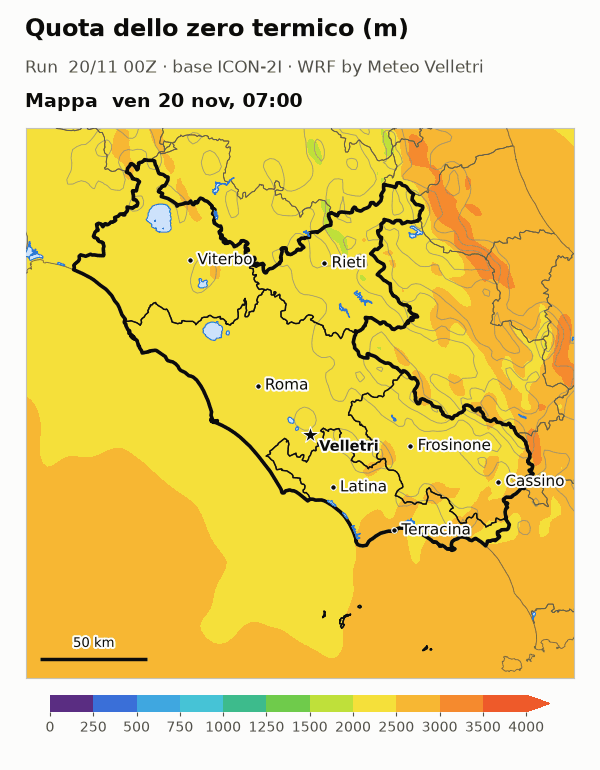 Quota dello zero termico (m)
Run  20/11 00Z · base ICON-2I · WRF by Meteo Velletri
Mappa  ven 20 nov, 07:00
Viterbo
Rieti
Roma
Velletri
Frosinone
Cassino
Latina
Terracina
50 km
0 250 500 750 1000 1250 1500 2000 2500 3000 3500 4000